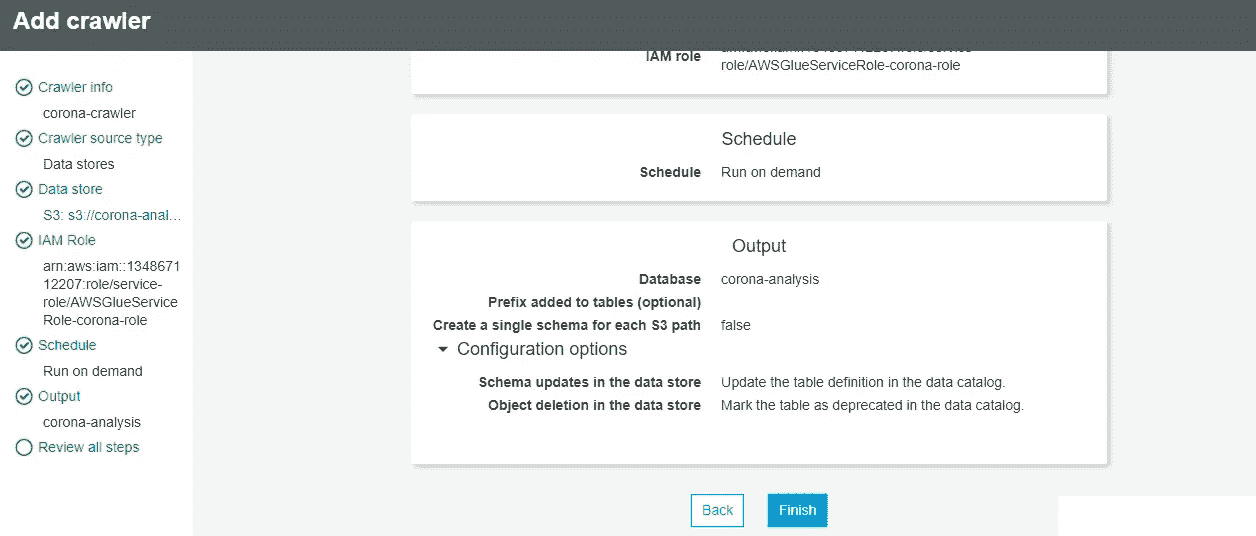 Add crawler
Crawler info
corona-crawler
Crawler source type
Data stores
Data store
S3: s3://corona-anal...
IAM Role
arn:aws:iam::1348671
12207:role/service-
role/AWSGlueService
Role-corona-role
Schedule
Run on demand
Output
corona-analysis
Review all steps
IAM role
role/AWSGlueServiceRole-corona-role
Schedule
Schedule Run on demand
Output
Database corona-analysis
Prefix added to tables (optional)
Create a single schema for each S3 path false
Configuration options
Schema updates in the data store Update the table definition in the data catalog.
Object deletion in the data store Mark the table as deprecated in the data catalog.
Back Finish